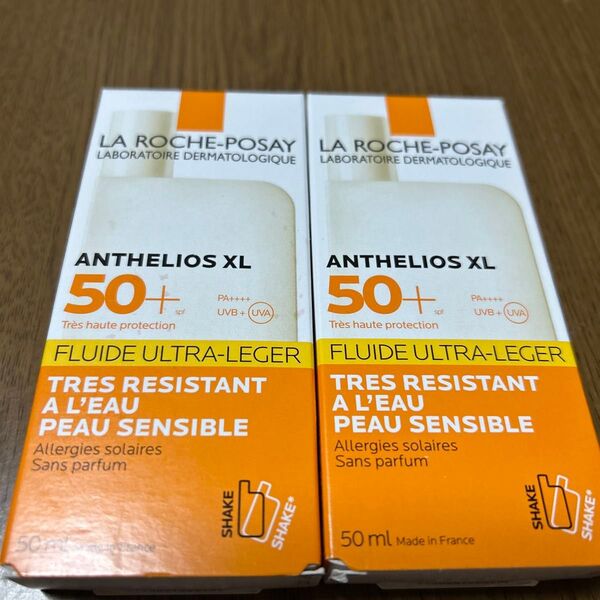 LA ROCHE-POSAY
LABORATOIRE DERMATOLOGIQUE
ANTHELIOS XL
50+ spf
PA++++
UVB + UVA
Très haute protection
FLUIDE ULTRA-LEGER
TRES RESISTANT
A L'EAU
PEAU SENSIBLE
Allergies solaires
Sans parfum
SHAKE
SHAKE*
50 ml Made in France
LA ROCHE-POSAY
LABORATOIRE DERMATOLOGIQUE
ANTHELIOS XL
50+ spf
PA++++
UVB + UVA
Très haute protection
FLUIDE ULTRA-LEGER
TRES RESISTANT
A L'EAU
PEAU SENSIBLE
Allergies solaires
Sans parfum
SHAKE
SHAKE*
50 ml Made in France